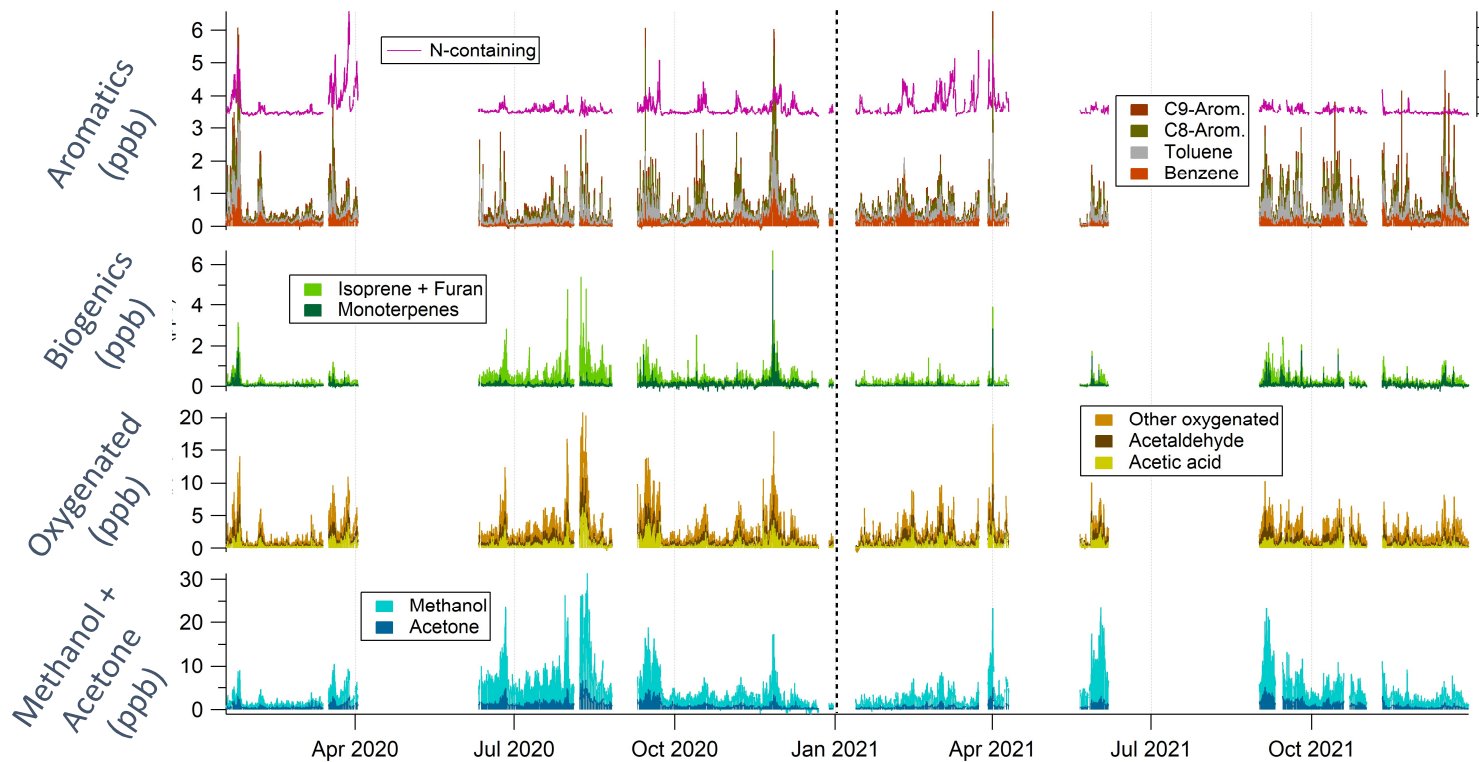 Aromatics
(ppb)
6
5
4
3
2
1
0
N-containing
C9-Arom.
C8-Arom.
Toluene
Benzene
Biogenics
(ppb)
6
4
2
0
Isoprene + Furan
Monoterpenes
Oxygenated
(ppb)
20
15
10
5
0
Other oxygenated
Acetaldehyde
Acetic acid
Methanol +
Acetone
(ppb)
30
20
10
0
Methanol
Acetone
Apr 2020
Jul 2020
Oct 2020
Jan 2021
Apr 2021
Jul 2021
Oct 2021